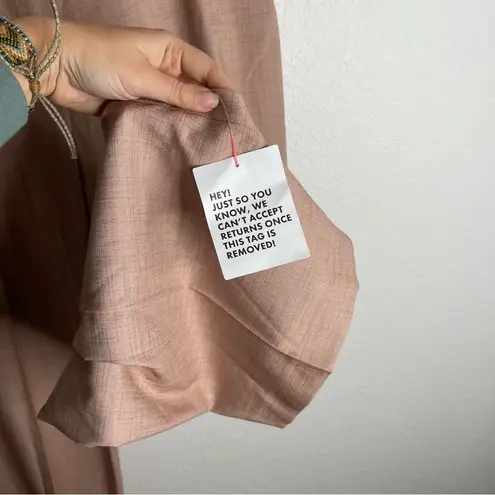 HEY!
JUST SO YOU
KNOW, WE
CAN'T ACCEPT
RETURNS ONCE
THIS TAG IS
REMOVED!